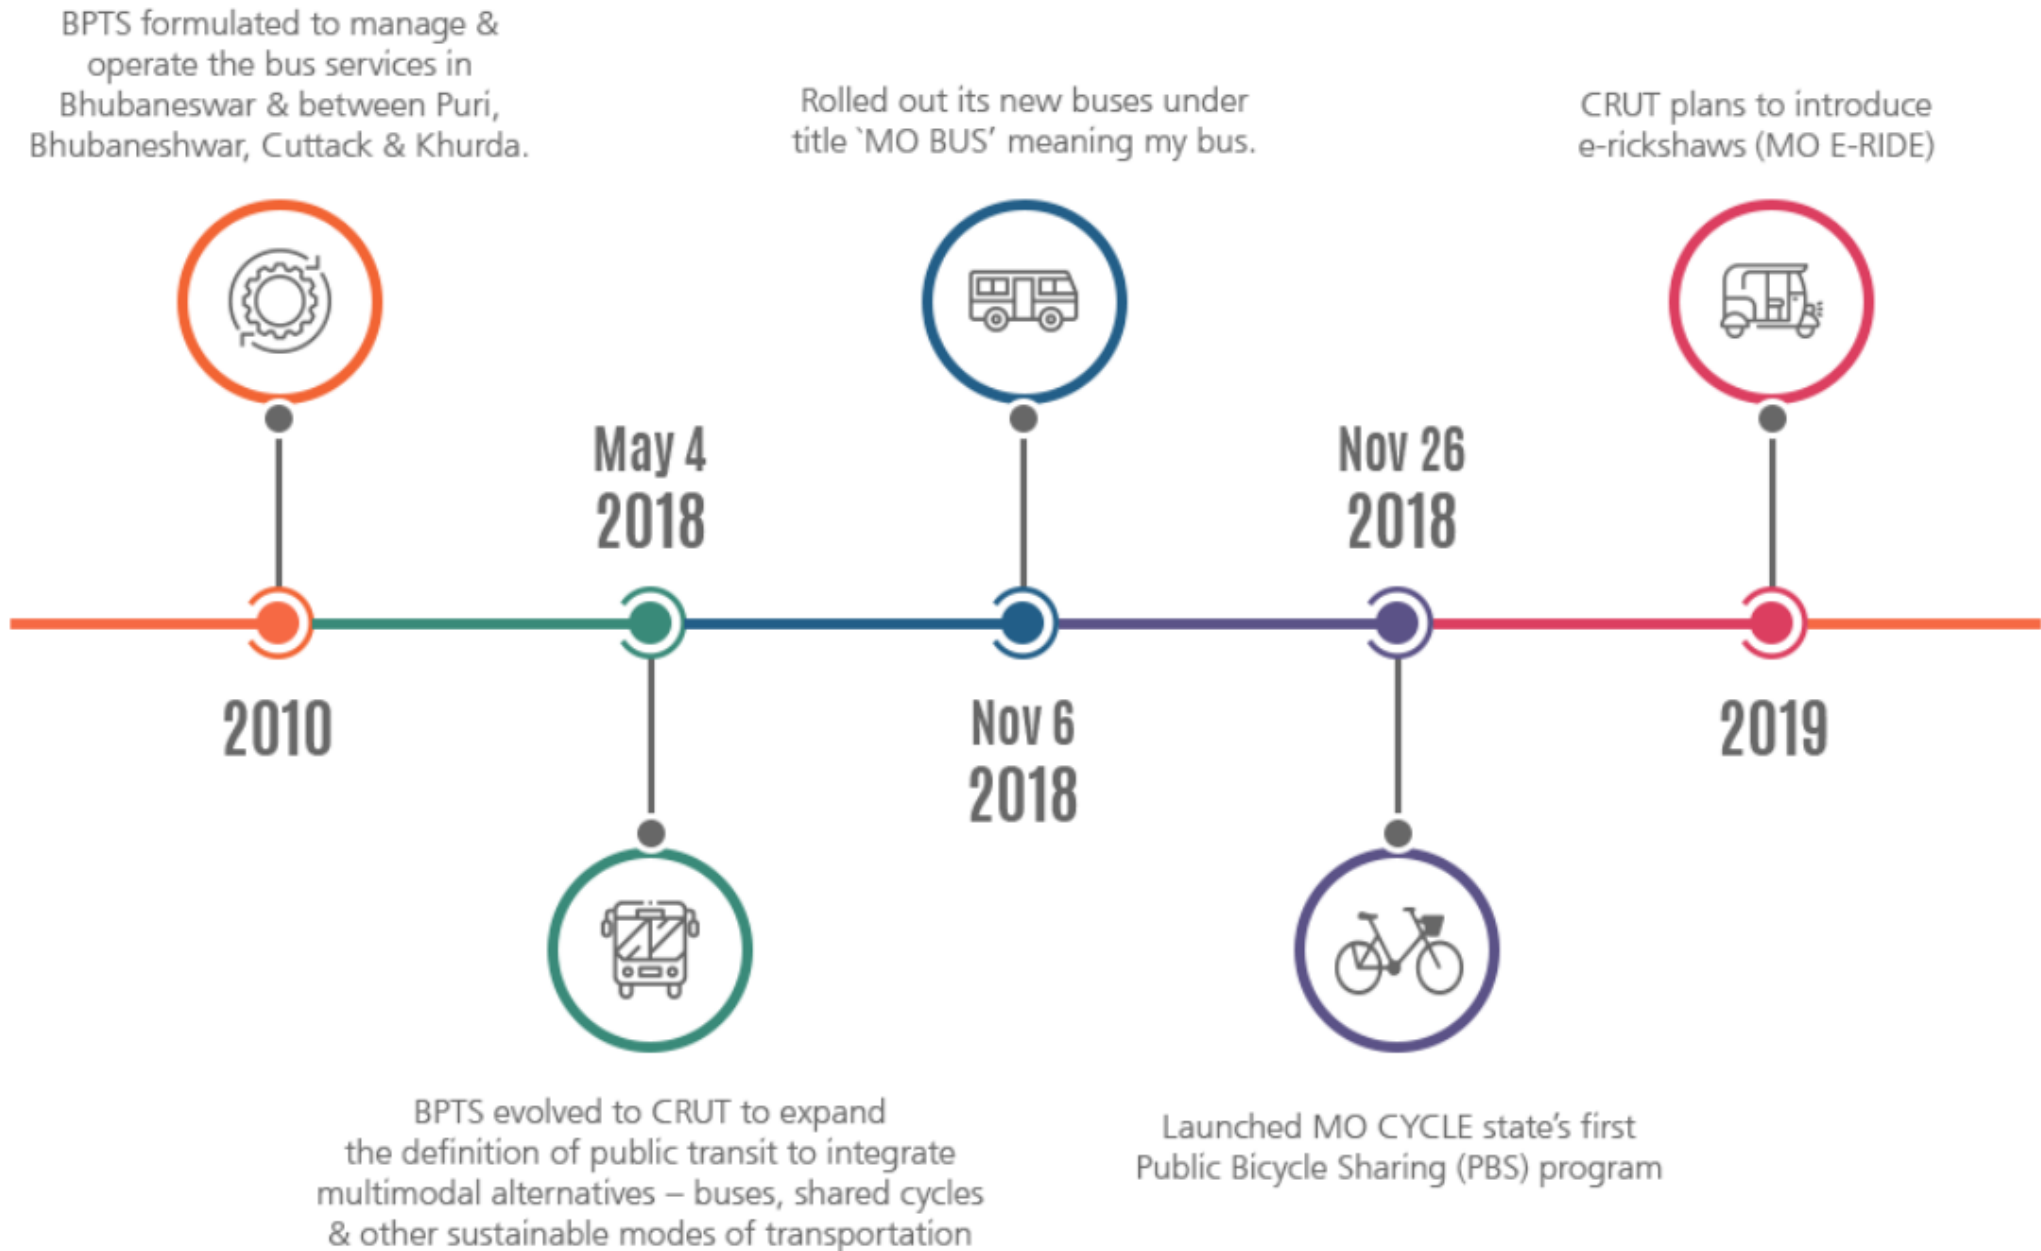 BPTS formulated to manage &
operate the bus services in
Bhubaneswar & between Puri,
Bhubaneshwar, Cuttack & Khurda.
2010
May 4
2018
BPTS evolved to CRUT to expand
the definition of public transit to integrate
multimodal alternatives – buses, shared cycles
& other sustainable modes of transportation
Rolled out its new buses under
title `MO BUS’ meaning my bus.
Nov 6
2018
Nov 26
2018
Launched MO CYCLE state’s first
Public Bicycle Sharing (PBS) program
CRUT plans to introduce
e-rickshaws (MO E-RIDE)
2019